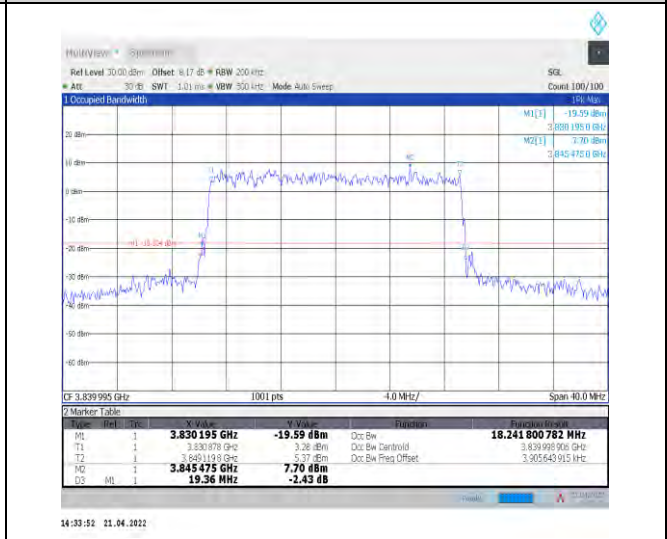 MultiView Spectrum
Ref Level 30.00 dBm Offset 8.17 dB RBW 200 kHz SGL
Att 30 dB SWT 1.01 ms VBW 500 kHz Mode Auto Sweep Count 100/100
1 Occupied Bandwidth 1Pk Max
M1[1] -19.59 dBm
3.830 195 0 GHz
M2[1] 7.70 dBm
3.845 475 0 GHz
20 dBm
10 dBm
M2
T1
T2
0 dBm
-10 dBm
M1
-20 dBm
-30 dBm
-40 dBm
-50 dBm
-60 dBm
CF 3.839 995 GHz 1001 pts 4.0 MHz/ Span 40.0 MHz
2 Marker Table
Type Ref Trc X-Value Y-Value Function Function Result
M1 1 3.830 195 GHz -19.59 dBm Occ Bw 18.241 800 782 MHz
T1 1 3.830 878 GHz 3.28 dBm Occ Bw Centroid 3.839 998 906 GHz
T2 1 3.849 119 8 GHz 5.37 dBm Occ Bw Freq Offset 3.905 643 915 kHz
M2 1 3.845 475 GHz 7.70 dBm
D3 M1 1 19.36 MHz -2.43 dB
14:33:52 21.04.2022